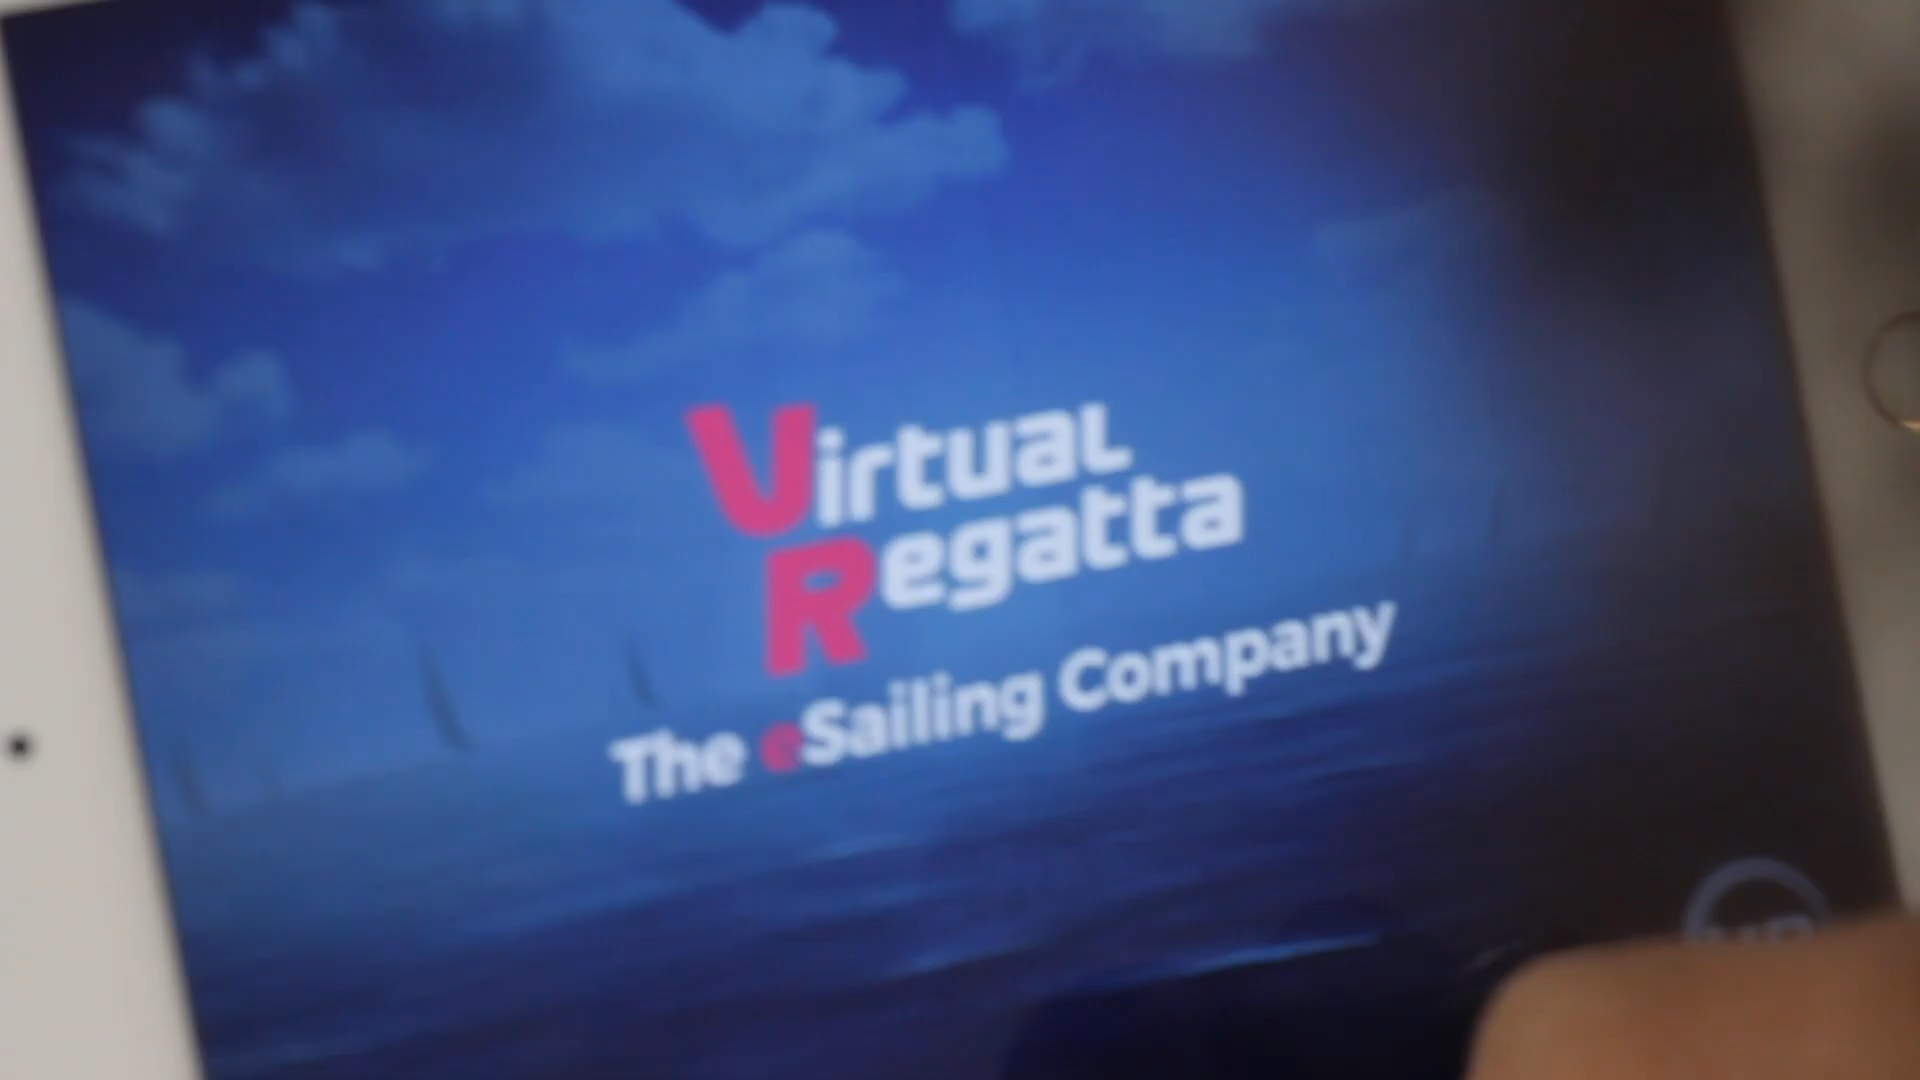 Virtual
Regatta
The eSailing Company